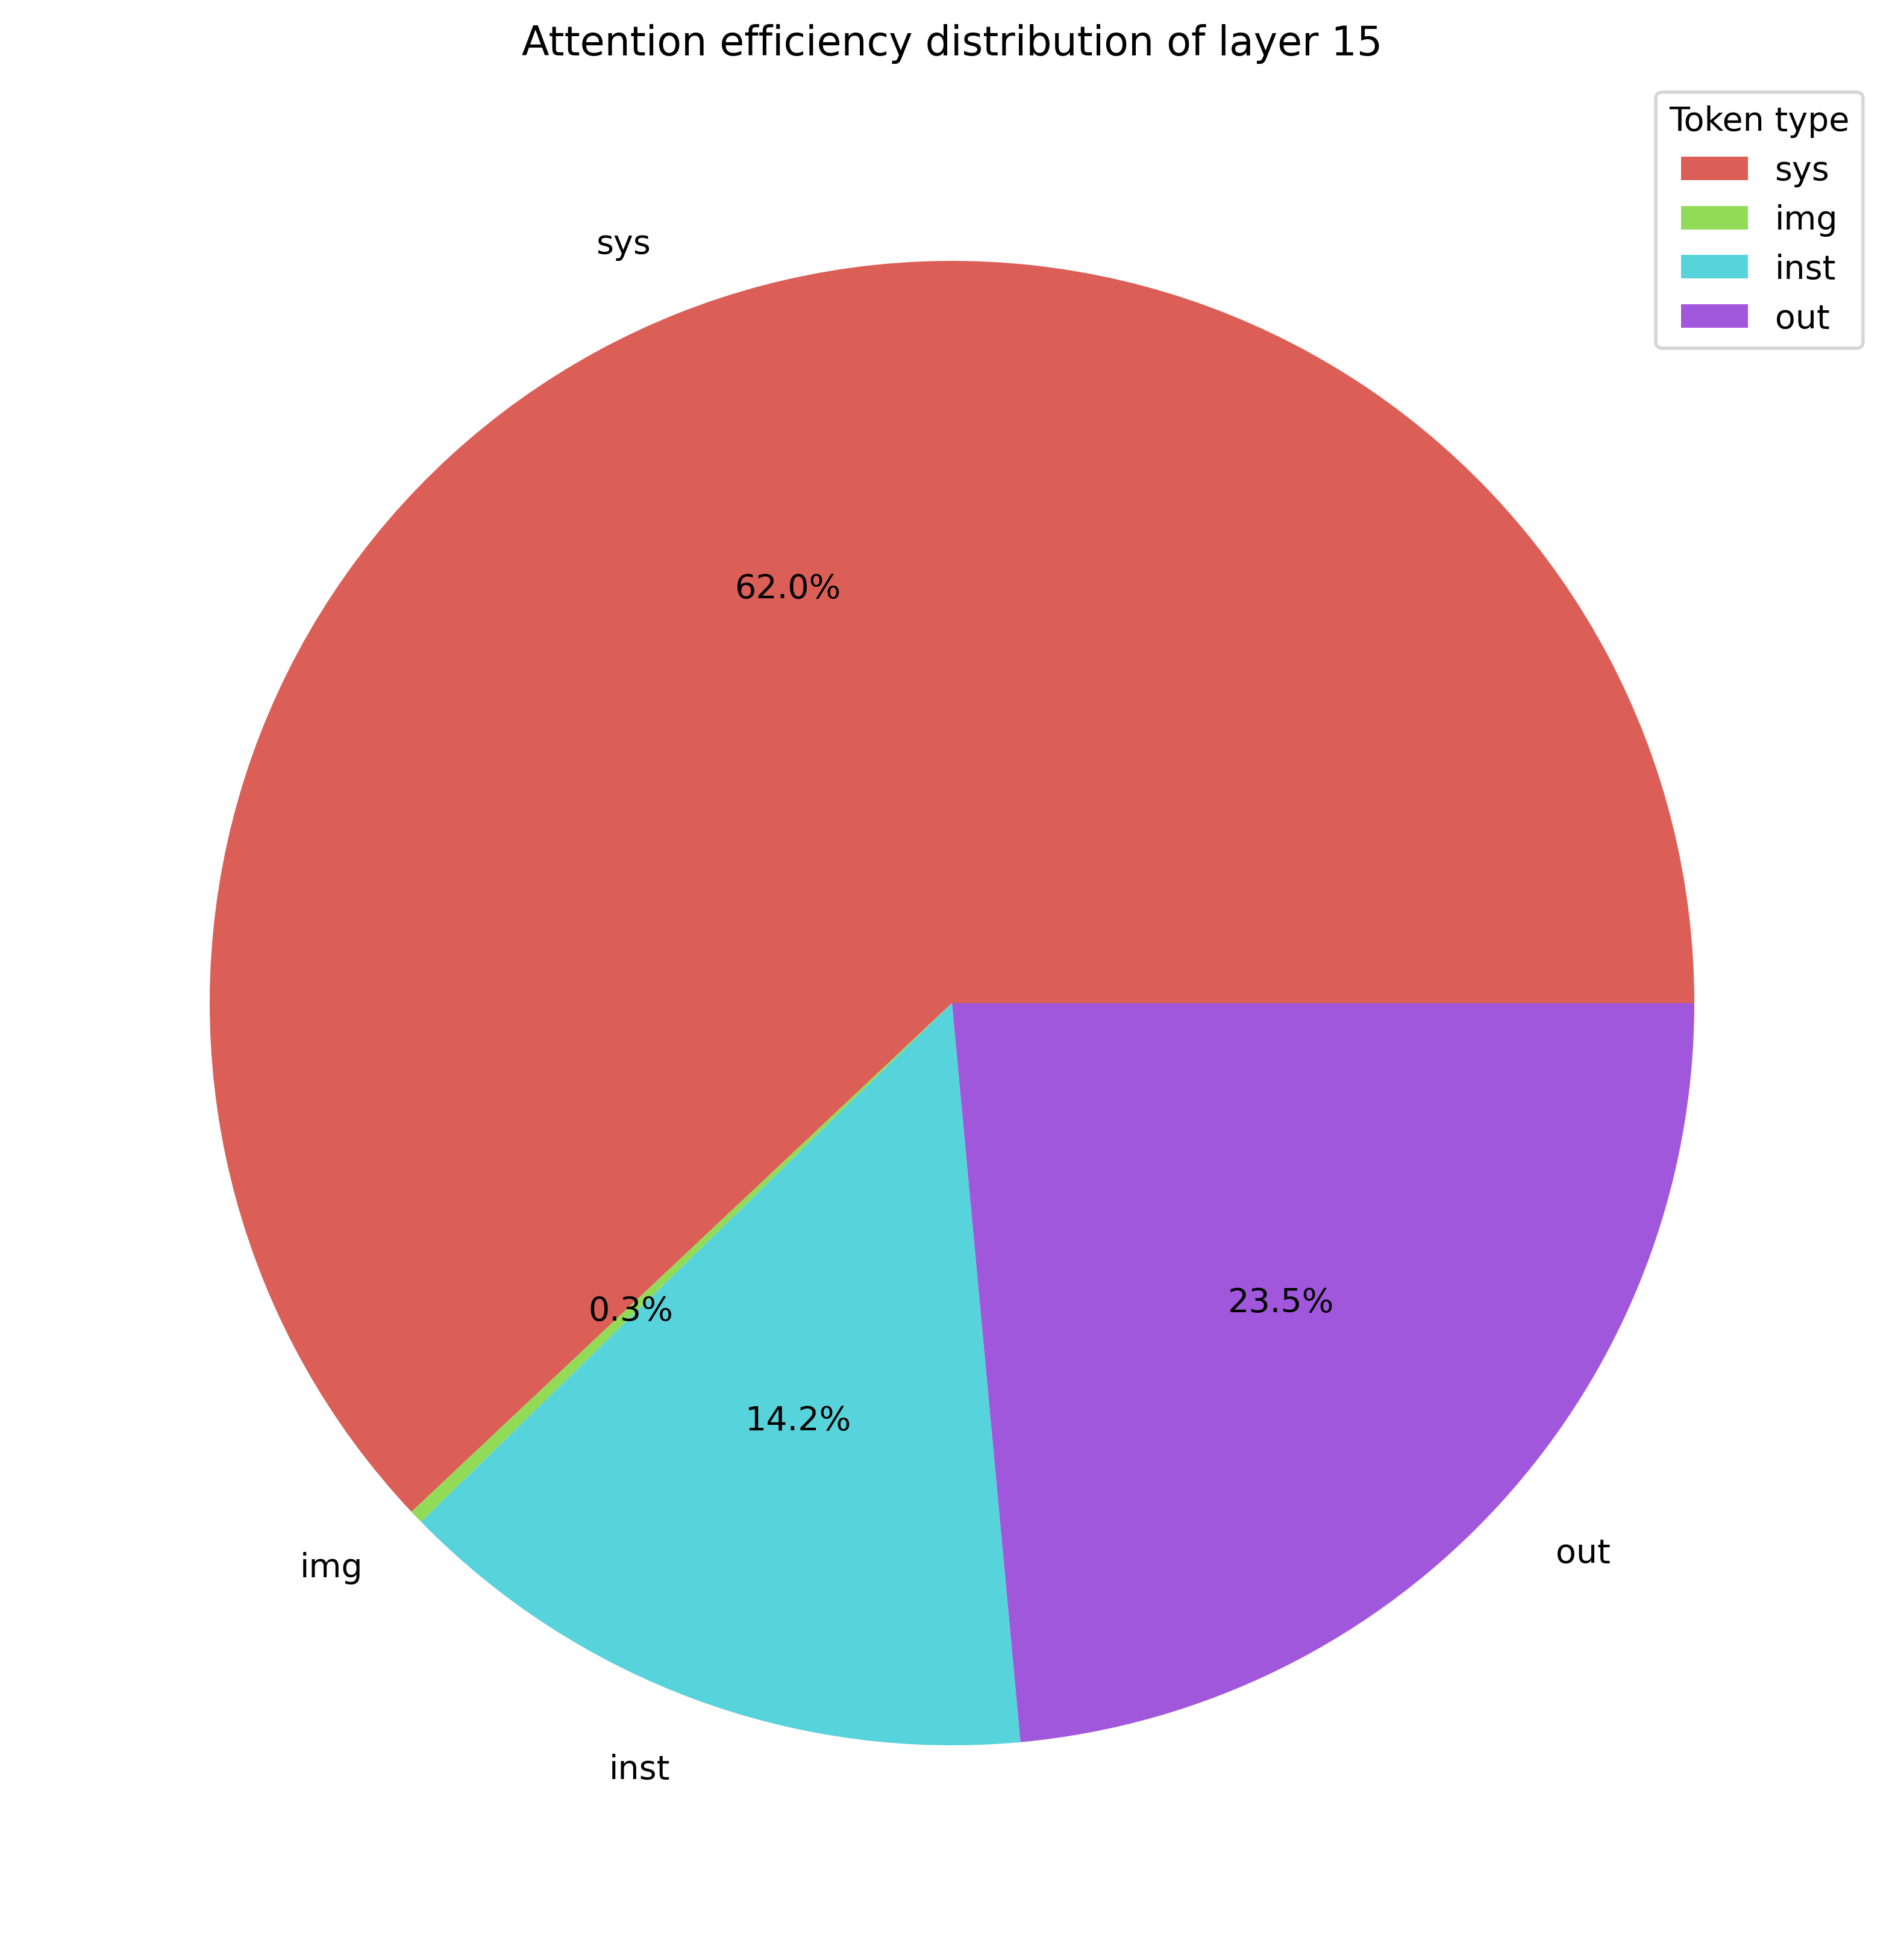 Attention efficiency distribution of layer 15
Token type
sys
img
inst
out
sys
62.0%
0.3%
23.5%
14.2%
img
out
inst